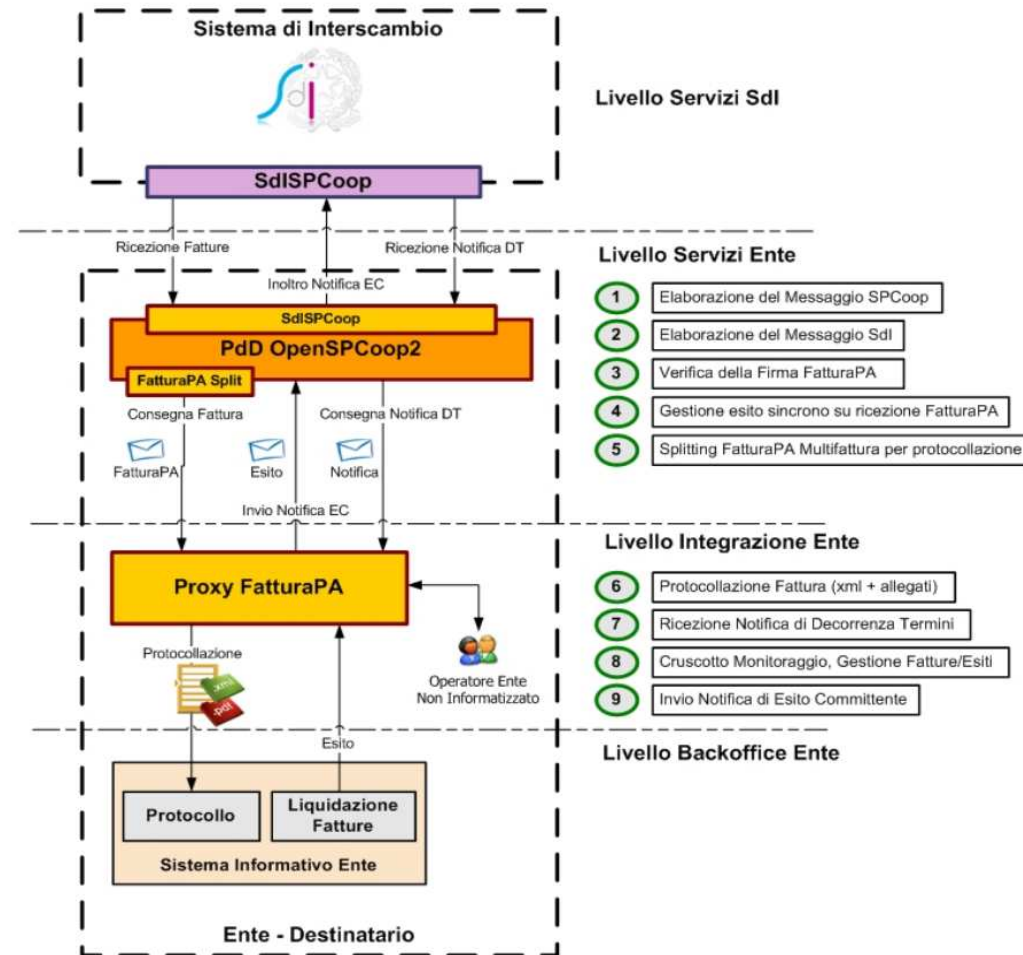 Sistema di Interscambio
Sdi
Livello Servizi SdI
SdISPCoop
Ricezione Fatture
Ricezione Notifica DT
Inoltro Notifica EC
Livello Servizi Ente
1 Elaborazione del Messaggio SPCoop
2 Elaborazione del Messaggio SdI
3 Verifica della Firma FatturaPA
4 Gestione esito sincrono su ricezione FatturaPA
5 Splitting FatturaPA Multifattura per protocollazione
SdISPCoop
PdD OpenSPCoop2
FatturaPA Split
Consegna Fattura
Consegna Notifica DT
FatturaPA
Esito
Notifica
Invio Notifica EC
Livello Integrazione Ente
6 Protocollazione Fattura (xml + allegati)
7 Ricezione Notifica di Decorrenza Termini
8 Cruscotto Monitoraggio, Gestione Fatture/Esiti
9 Invio Notifica di Esito Committente
Proxy FatturaPA
Protocollazione
.xml
.pdf
Operatore Ente
Non Informatizzato
Esito
Livello Backoffice Ente
Protocollo
Liquidazione
Fatture
Sistema Informativo Ente
Ente - Destinatario